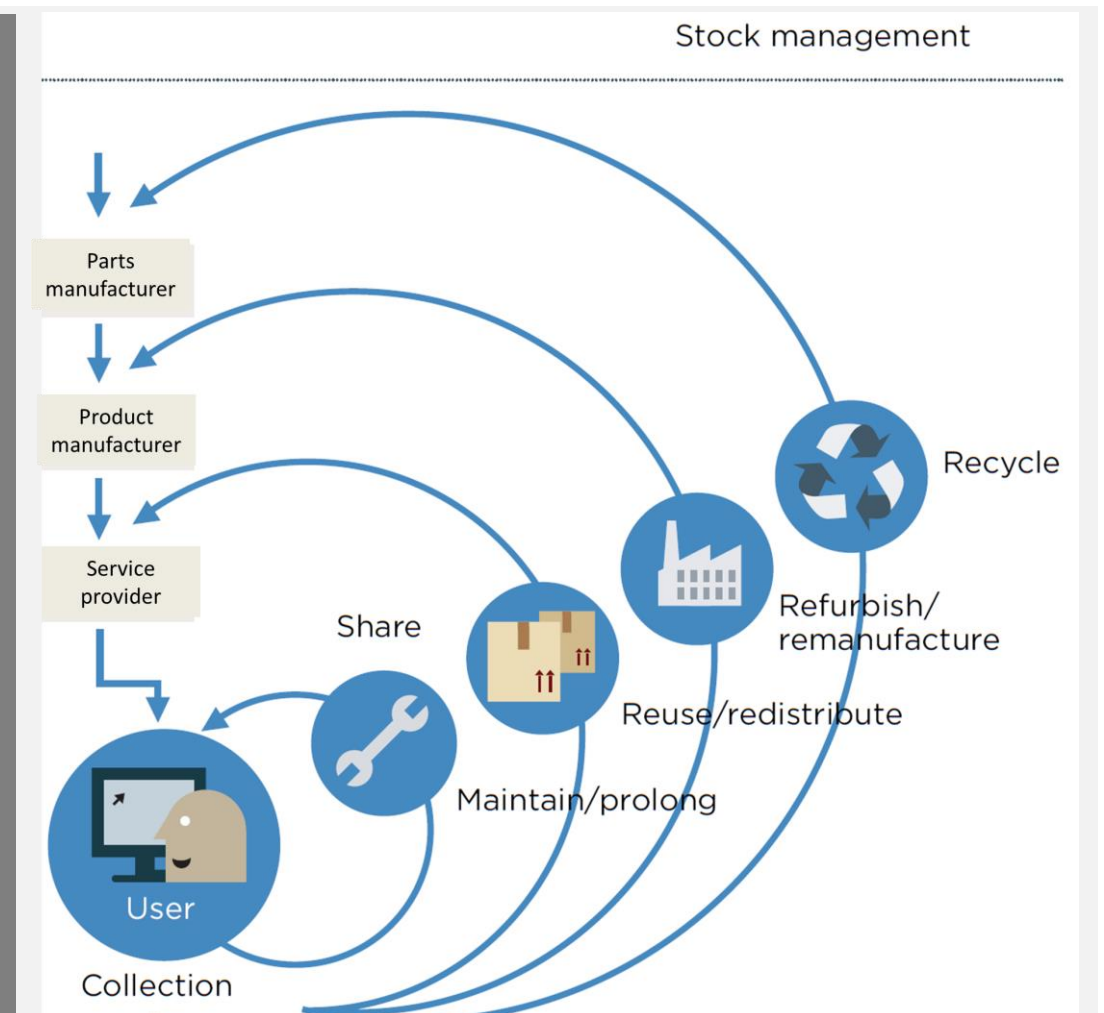 Stock management
Parts
manufacturer
Product
manufacturer
Service
provider
Share
Recycle
Refurbish/
remanufacture
Reuse/redistribute
Maintain/prolong
User
Collection